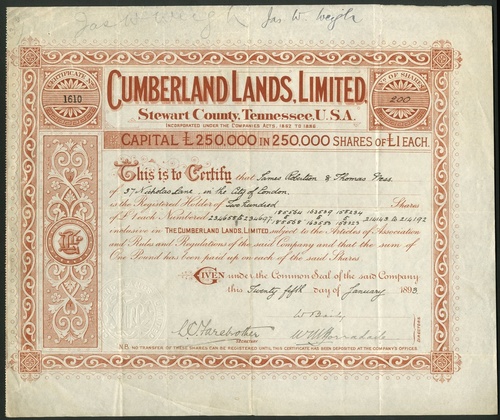 Jas W Weigh Jas. W. Weigh
CERTIFICATE No.
1610
No OF SHARES
200
CUMBERLAND LANDS, LIMITED.
Stewart County, Tennessee, U.S.A.
INCORPORATED UNDER THE COMPANIES ACTS, 1862 TO 1886
CAPITAL £250,000 IN 250,000 SHARES OF £1 EACH.
This is to Certify that James Robertson & Thomas Pass
of 37 Nicholas Lane, in the City of London,
is the Registered Holder of Two hundred Shares
of £1 each Numbered
inclusive in THE CUMBERLAND LANDS, LIMITED, subject to the Articles of Association
and Rules and Regulations of the said Company and that the sum of
One Pound has been paid up on each of the said Shares
GIVEN under the Common Seal of the said Company
this Twenty fifth day of January 1893
DIRECTORS
SECRETARY
N.B. NO TRANSFER OF THESE SHARES CAN BE REGISTERED UNTIL THIS CERTIFICATE HAS BEEN DEPOSITED AT THE COMPANY'S OFFICES.